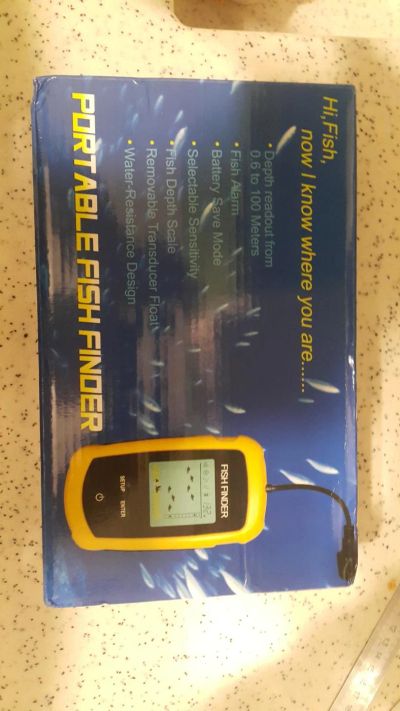 Hi,Fish,
now I know where you are......
• Depth readout from
0.6 to 100 Meters
• Fish Alarm
• Battery Save Mode
• Selectable Sensitivity
• Fish Depth Scale
• Removable Transducer Float
• Water-Resistance Design
PORTABLE FISH FINDER
FISH FINDER
SETUP ENTER